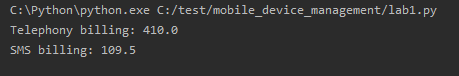 C:\Python\python.exe C:/test/mobile_device_management/lab1.py
Telephony billing: 410.0
SMS billing: 109.5